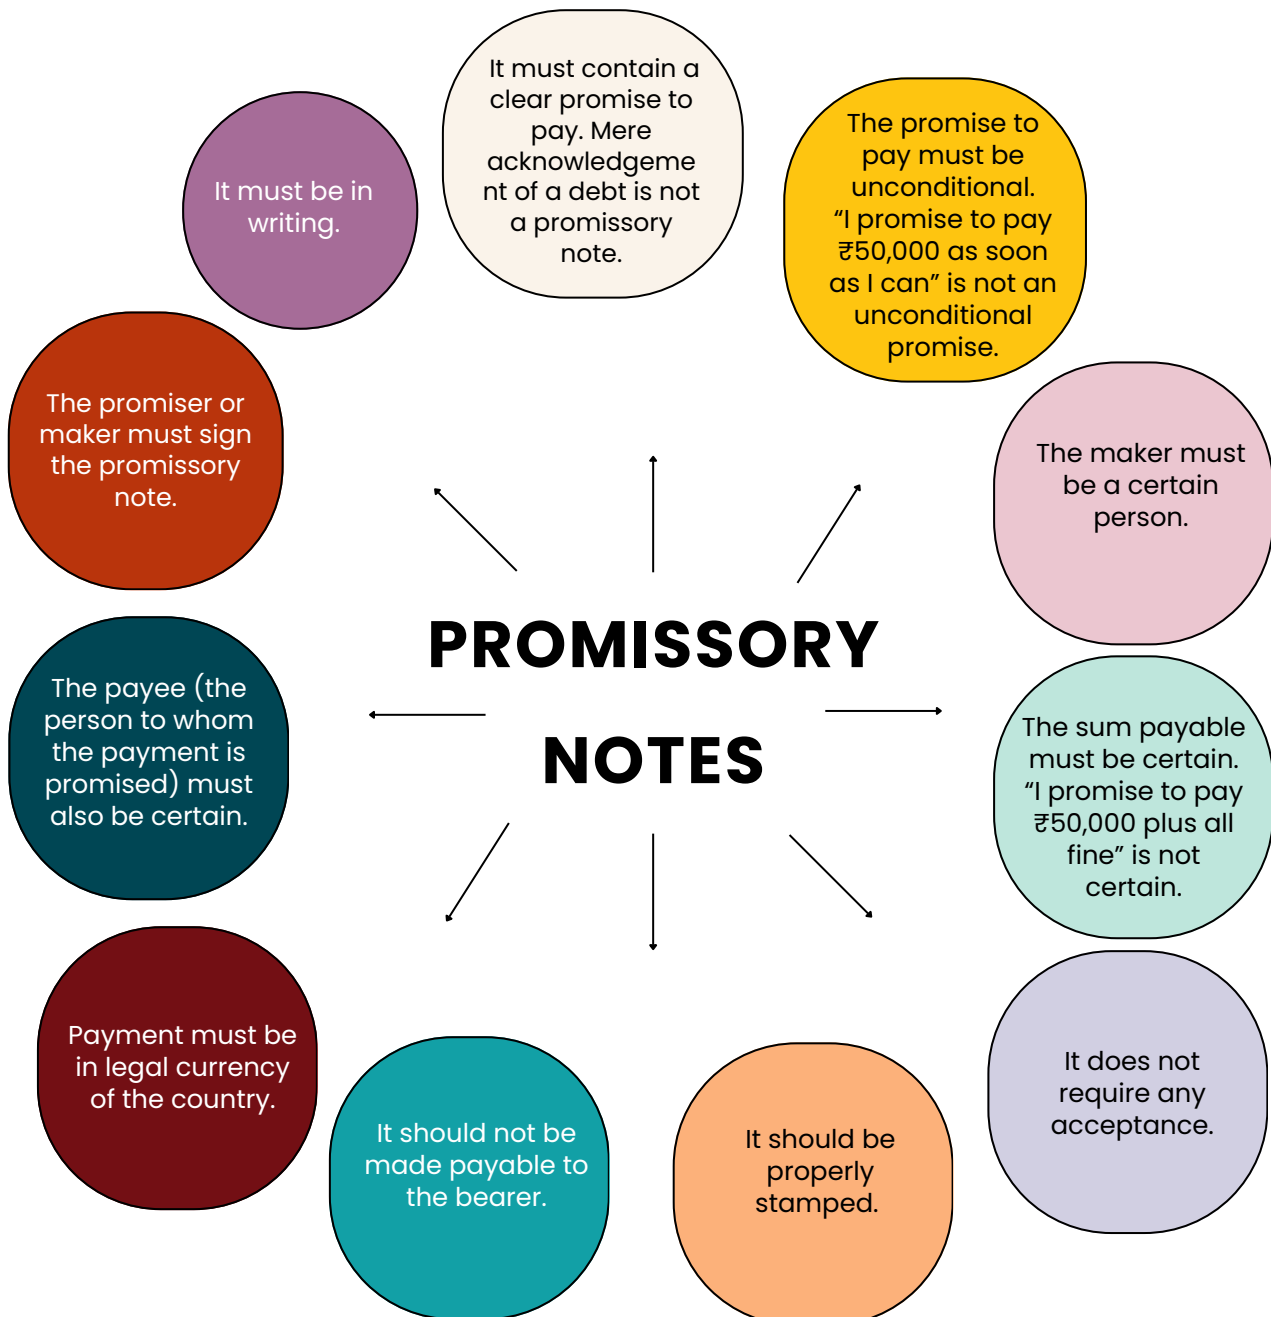 PROMISSORY
NOTES
It must be in
writing.
It must contain a
clear promise to
pay. Mere
acknowledgeme
nt of a debt is not
a promissory
note.
The promise to
pay must be
unconditional.
“I promise to pay
₹50,000 as soon
as I can” is not an
unconditional
promise.
The maker must
be a certain
person.
The sum payable
must be certain.
“I promise to pay
₹50,000 plus all
fine” is not
certain.
It does not
require any
acceptance.
It should be
properly
stamped.
It should not be
made payable to
the bearer.
Payment must be
in legal currency
of the country.
The payee (the
person to whom
the payment is
promised) must
also be certain.
The promiser or
maker must sign
the promissory
note.